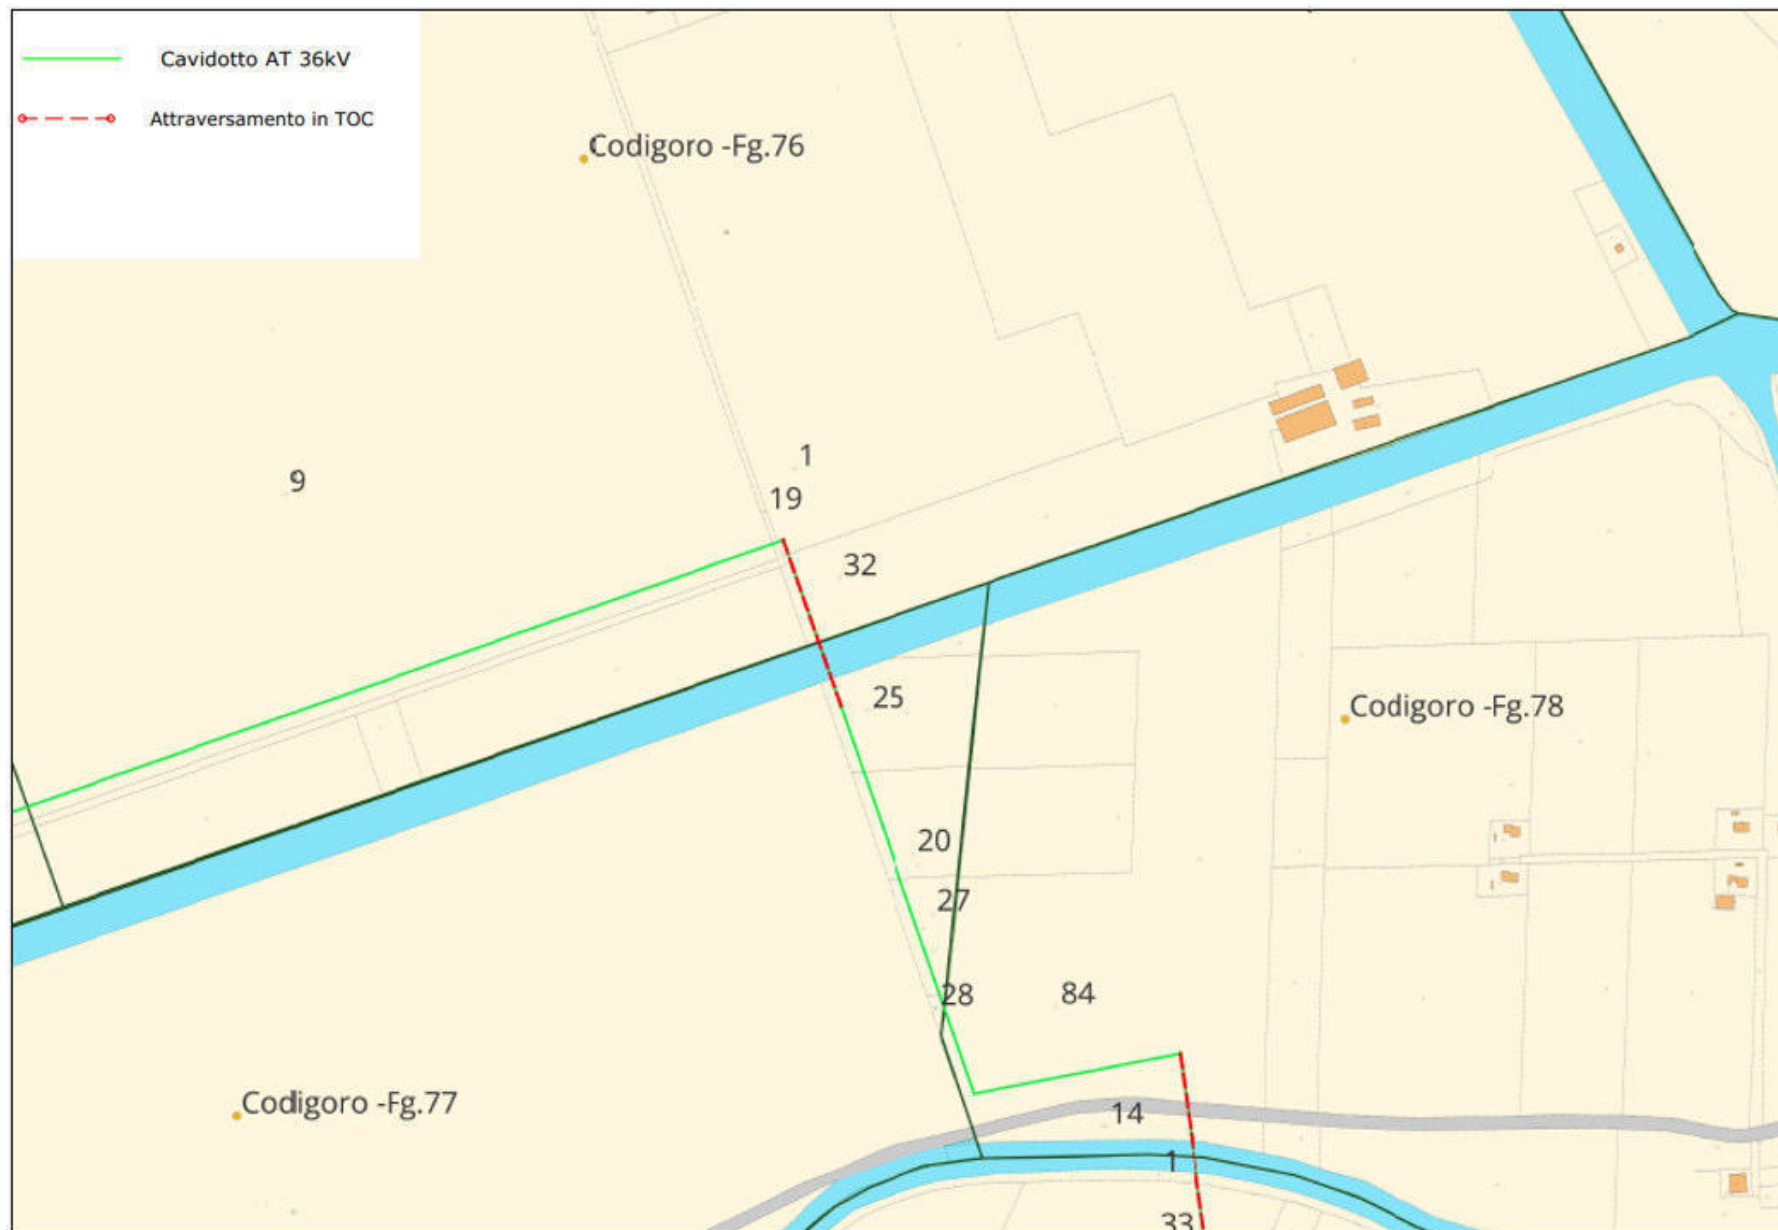 Cavidotto AT 36kV
Attraversamento in TOC
Codigoro -Fg.76
1
9
19
32
25
Codigoro -Fg.78
20
27
28
84
Codigoro -Fg.77
14
1
33